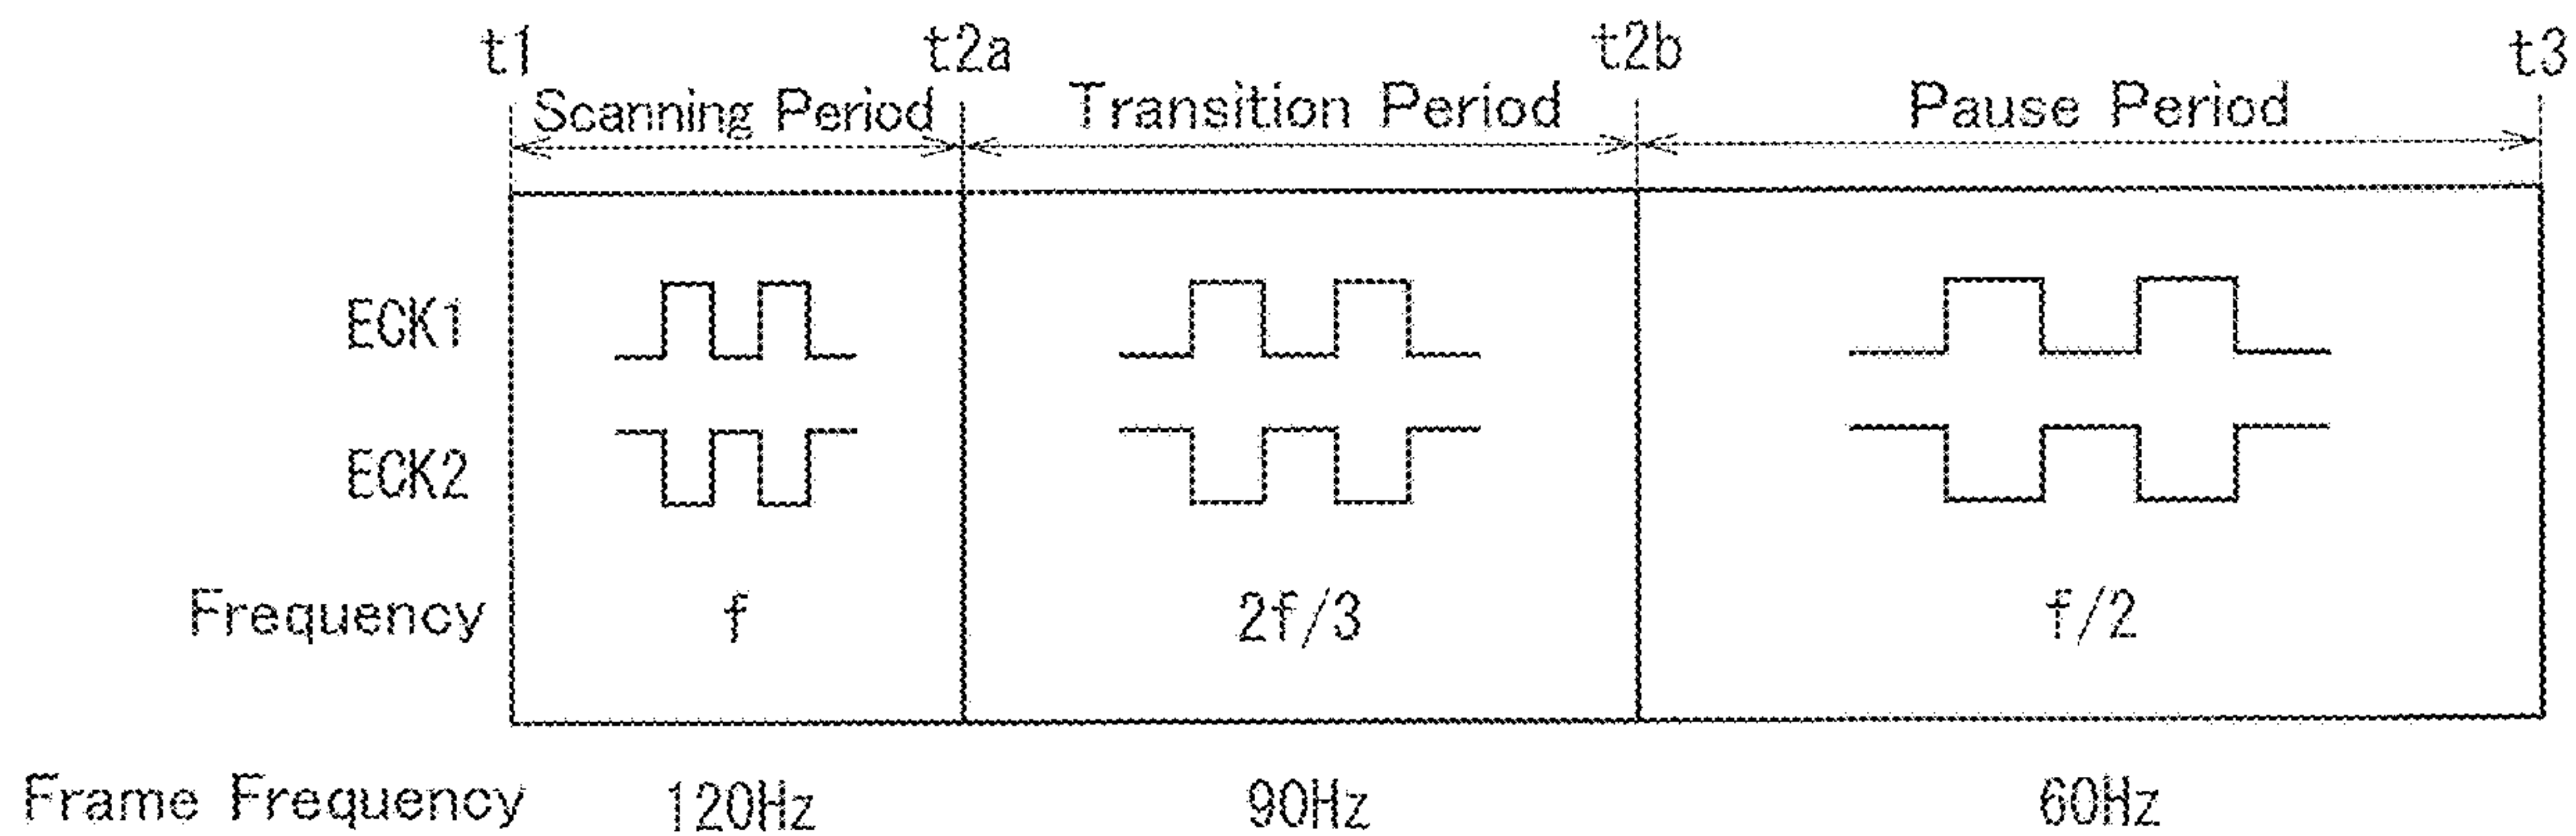 t1 t2a t2b t3
Scanning Period Transition Period Pause Period
ECK1
ECK2
Frequency f 2f/3 f/2
Frame Frequency 120Hz 90Hz 60Hz